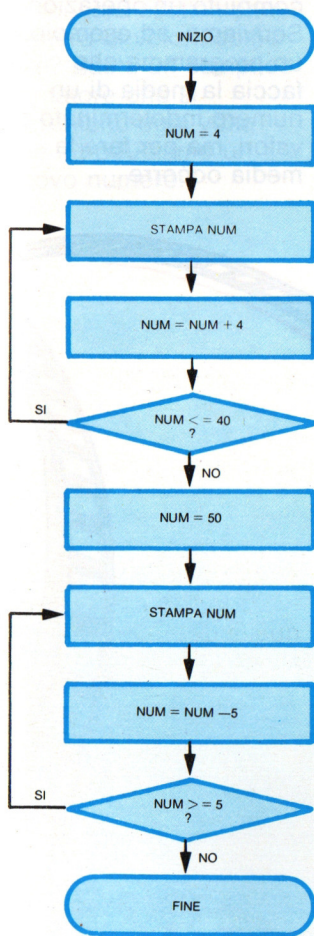 INIZIO
NUM = 4
STAMPA NUM
NUM = NUM + 4
SI
NUM < = 40
?
NO
NUM = 50
STAMPA NUM
NUM = NUM —5
SI
NUM > = 5
?
NO
FINE